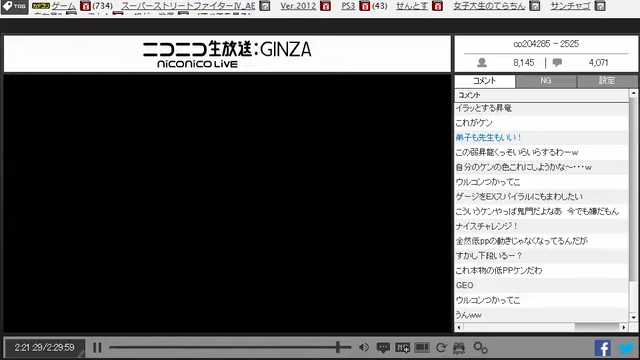 TAG カテゴリ ゲーム (734) スーパーストリートファイターIV_AE Ver.2012 PS3 (43) せんとす 女子大生のてらちん サンチャゴ
ニコニコ生放送:GINZA
niconico LIVE
co204285 - 2525
8,145 4,071
コメント NG 設定
コメント
イラッとする昇竜
これがケン
弟子も先生もいい！
この弱昇龍くっそいらいらするわーw
自分のケンの色これにしようかな～・・・w
ウルコンつかってこ
ゲージをEXスパイラルにもまわしたい
こういうケンやっぱ鬼門だよなあ 今でも嫌だもん
ナイスチャレンジ！
全然低ppの動きじゃなくなってるんだが
すかし下段いるー？
これ本物の低PPケンだわ
GEO
ウルコンつかってこ
うんww
2:21:29/2:29:59